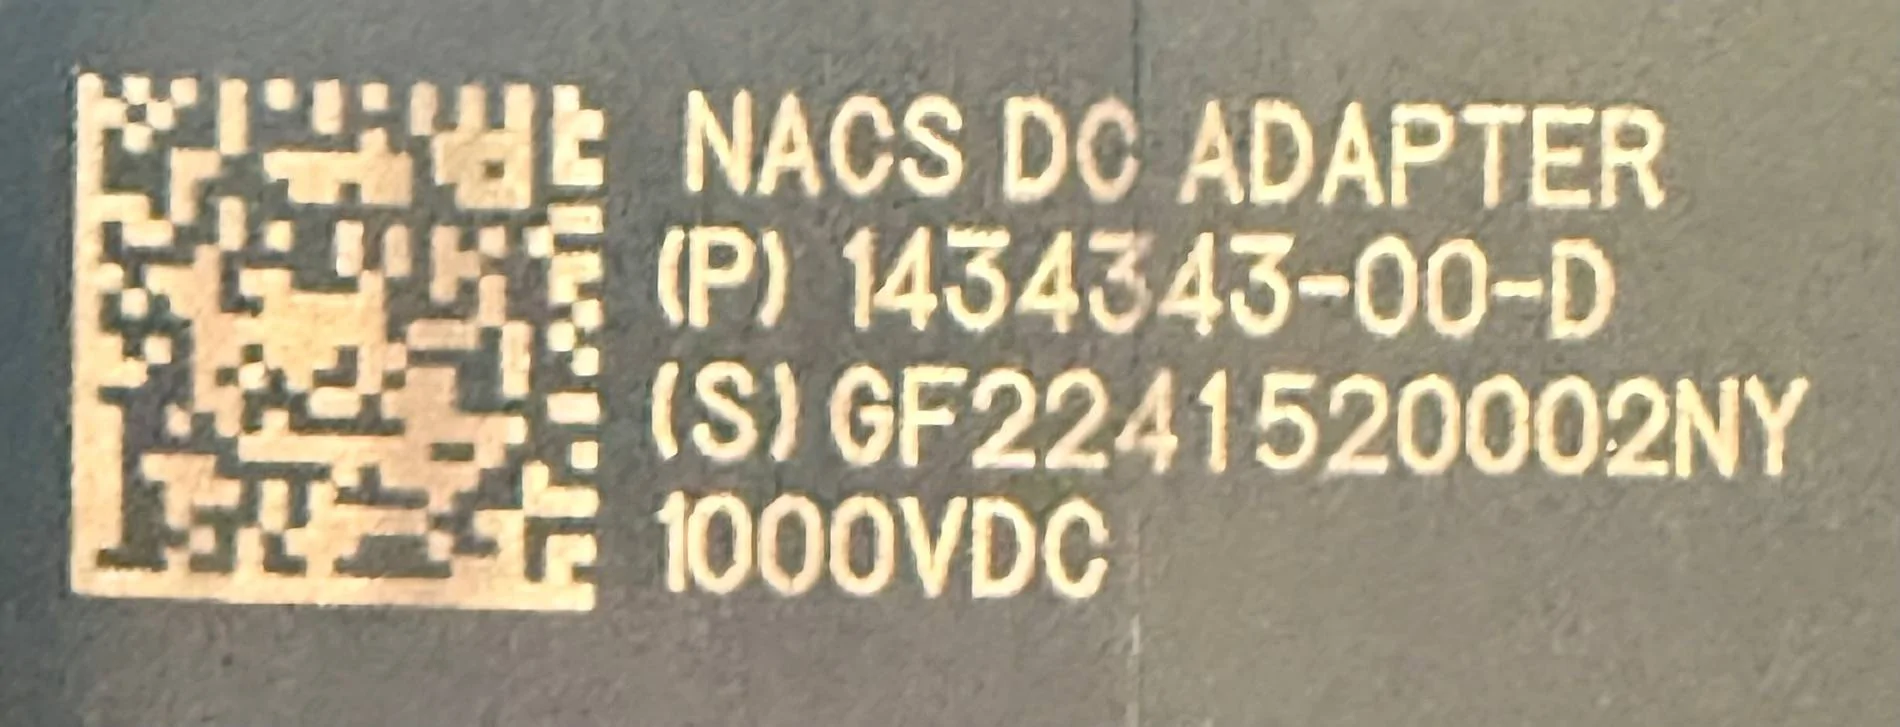 NACS DC ADAPTER
(P) 1434343-00-D
(S) GF2241520002NY
1000VDC